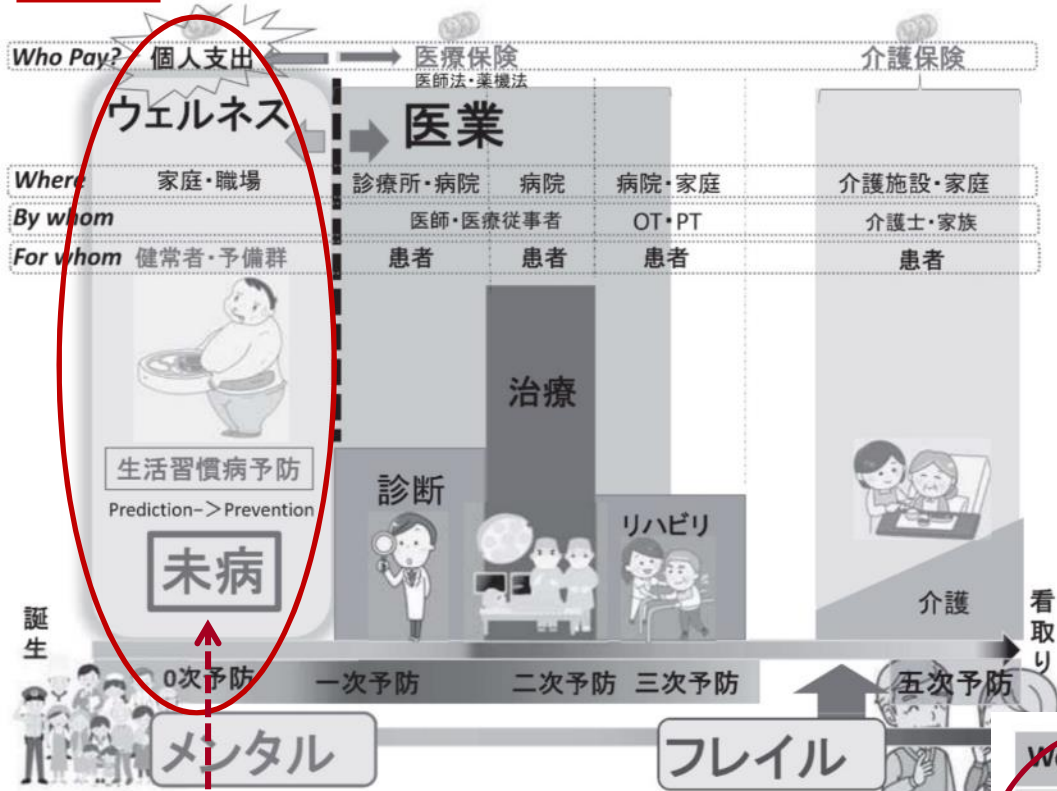 Who Pay? 個人支出 医療保険 介護保険
医師法・薬機法
ウェルネス 医業
Where 家庭・職場 診療所・病院 病院 病院・家庭 介護施設・家庭
By whom 医師・医療従事者 OT・PT 介護士・家族
For whom 健常者・予備群 患者 患者 患者 患者
治療
生活習慣病予防
診断
Prediction->Prevention
リハビリ
未病
介護
誕生
看取り
0次予防 一次予防 二次予防 三次予防 五次予防
メンタル フレイル